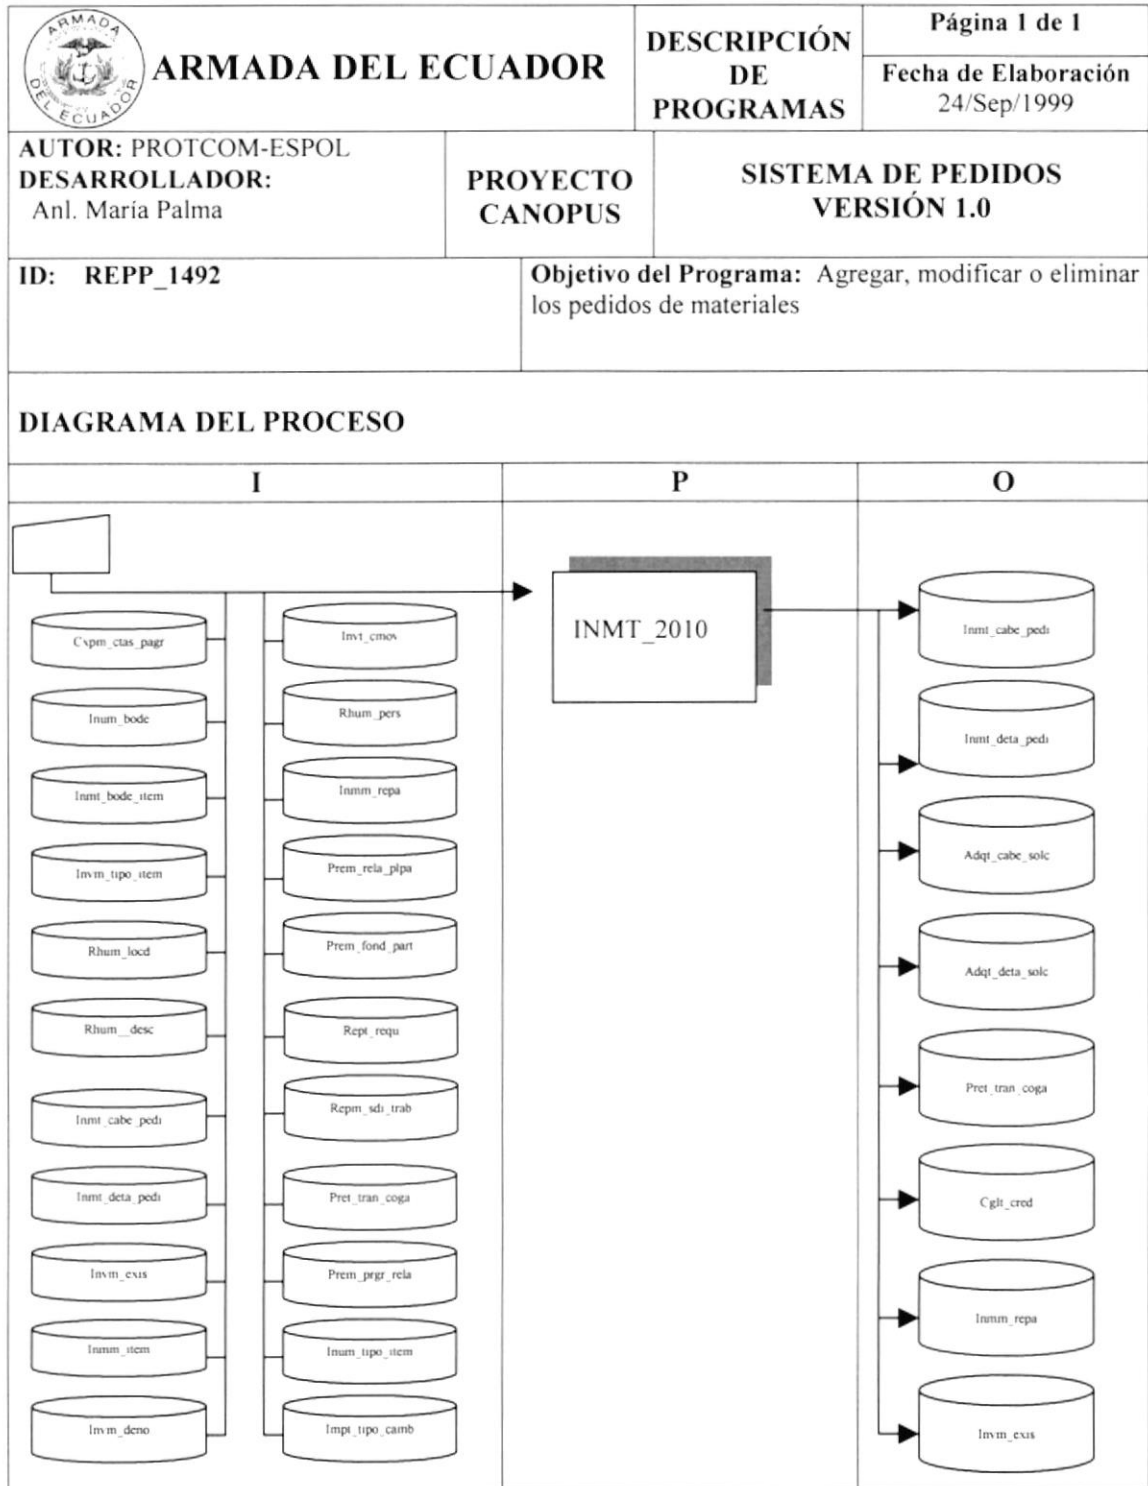 ARMADA DEL ECUADOR
ARMADA DEL ECUADOR
DESCRIPCIÓN
DE
PROGRAMAS
Página 1 de 1
Fecha de Elaboración
24/Sep/1999
AUTOR: PROTCOM-ESPOL
DESARROLLADOR:
Anl. María Palma
PROYECTO
CANOPUS
SISTEMA DE PEDIDOS
VERSIÓN 1.0
ID: REPP_1492
Objetivo del Programa: Agregar, modificar o eliminar
los pedidos de materiales
DIAGRAMA DEL PROCESO
I
P
O
Cxpm_ctas_pagr
Inum_bode
Inmt_bode_item
Invm_tipo_item
Rhum_locd
Rhum__desc
Inmt_cabe_pedi
Inmt_deta_pedi
Invm_exis
Inmm_item
Invm_deno
Invt_cmov
Rhum_pers
Inmm_repa
Prem_rela_plpa
Prem_fond_part
Rept_requ
Repm_sdi_trab
Pret_tran_coga
Prem_prgr_rela
Inum_tipo_item
Impt_tipo_camb
INMT_2010
Inmt_cabe_pedi
Inmt_deta_pedi
Adqt_cabe_solc
Adqt_deta_solc
Pret_tran_coga
Cglt_cred
Inmm_repa
Invm_exis